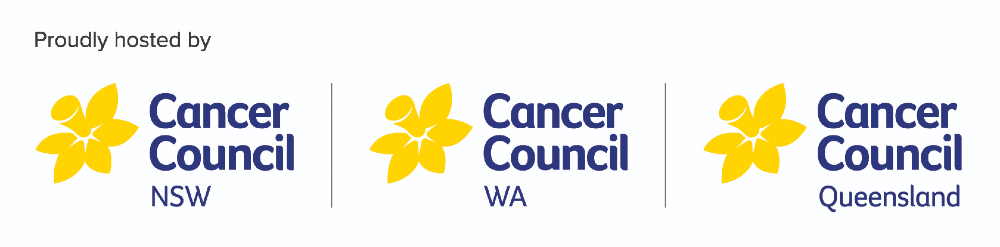 Proudly hosted by
Cancer
Council
NSW
Cancer
Council
WA
Cancer
Council
Queensland